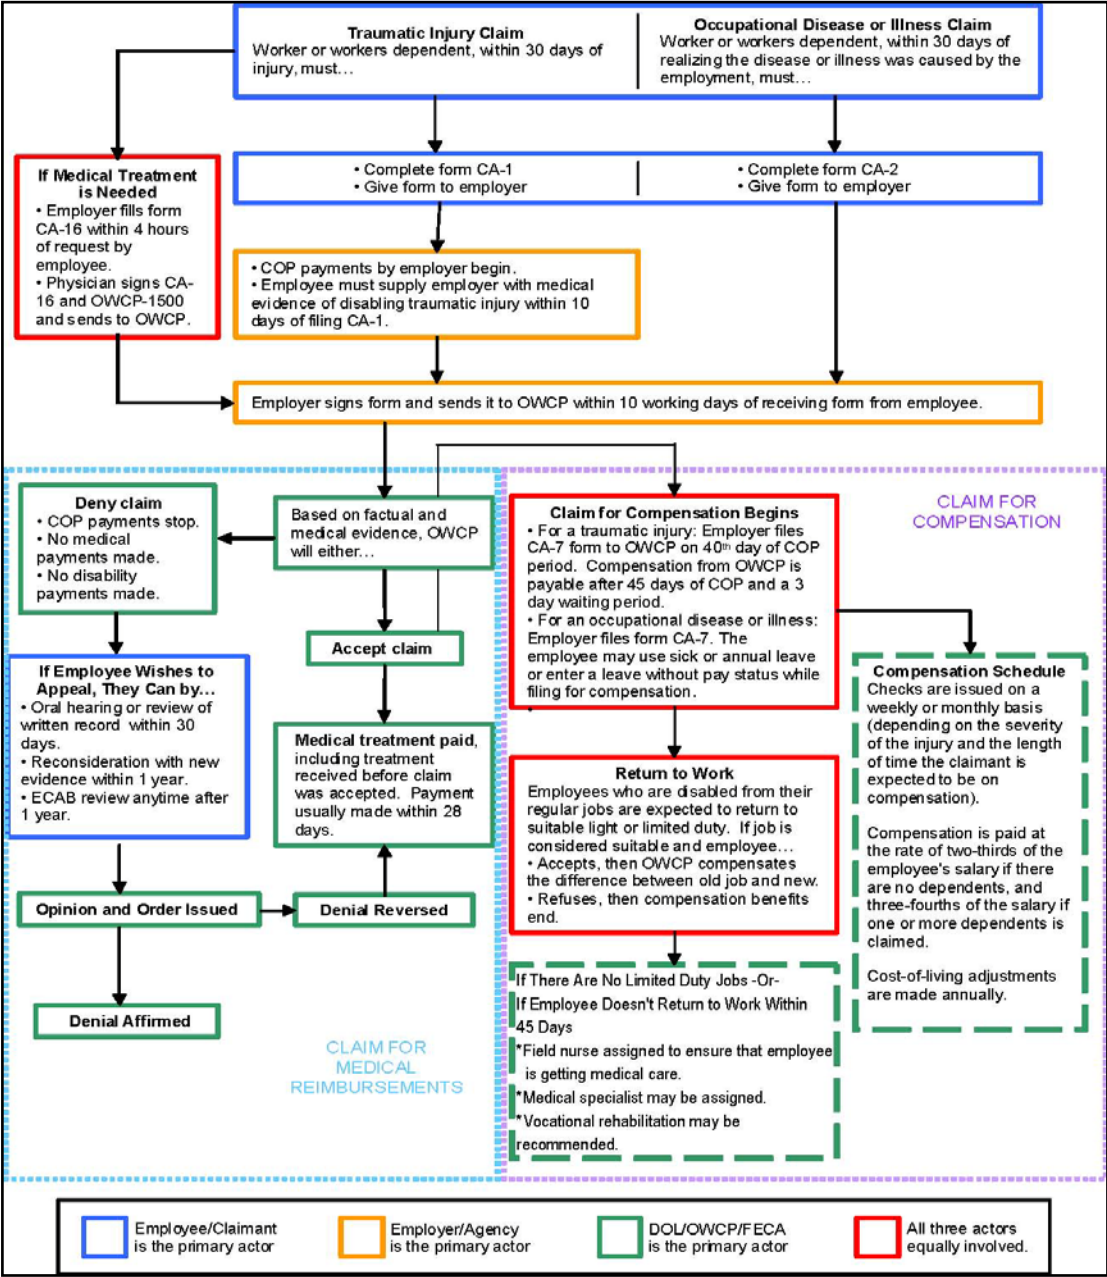 Traumatic Injury Claim
Worker or workers dependent, within 30 days of
injury, must...
Occupational Disease or Illness Claim
Worker or workers dependent, within 30 days of
realizing the disease or illness was caused by the
employment, must...
If Medical Treatment
is Needed
• Employer fills form
CA-16 within 4 hours
of request by
employee.
• Physician signs CA-
16 and OWCP-1500
and sends to OWCP.
• Complete form CA-1
• Give form to employer
• Complete form CA-2
• Give form to employer
• COP payments by employer begin.
• Employee must supply employer with medical
evidence of disabling traumatic injury within 10
days of filing CA-1.
Employer signs form and sends it to OWCP within 10 working days of receiving form from employee.
Deny claim
• COP payments stop.
• No medical
payments made.
• No disability
payments made.
Based on factual and
medical evidence, OWCP
will either...
Accept claim
If Employee Wishes to
Appeal, They Can by...
• Oral hearing or review of
written record within 30
days.
• Reconsideration with new
evidence within 1 year.
• ECAB review anytime after
1 year.
Medical treatment paid,
including treatment
received before claim
was accepted. Payment
usually made within 28
days.
Opinion and Order Issued
Denial Reversed
Denial Affirmed
CLAIM FOR
MEDICAL
REIMBURSEMENTS
CLAIM FOR
COMPENSATION
Claim for Compensation Begins
• For a traumatic injury: Employer files
CA-7 form to OWCP on 40th day of COP
period. Compensation from OWCP is
payable after 45 days of COP and a 3
day waiting period.
• For an occupational disease or illness:
Employer files form CA-7. The
employee may use sick or annual leave
or enter a leave without pay status while
filing for compensation.
•
Return to Work
Employees who are disabled from their
regular jobs are expected to return to
suitable light or limited duty. If job is
considered suitable and employee...
• Accepts, then OWCP compensates
the difference between old job and new.
• Refuses, then compensation benefits
end.
If There Are No Limited Duty Jobs -Or-
If Employee Doesn't Return to Work Within
45 Days
*Field nurse assigned to ensure that employee
is getting medical care.
*Medical specialist may be assigned.
*Vocational rehabilitation may be
recommended.
Compensation Schedule
Checks are issued on a
weekly or monthly basis
(depending on the severity
of the injury and the length
of time the claimant is
expected to be on
compensation).
Compensation is paid at
the rate of two-thirds of the
employee's salary if there
are no dependents, and
three-fourths of the salary if
one or more dependents is
claimed.
Cost-of-living adjustments
are made annually.
Employee/Claimant
is the primary actor
Employer/Agency
is the primary actor
DOL/OWCP/FECA
is the primary actor
All three actors
equally involved.